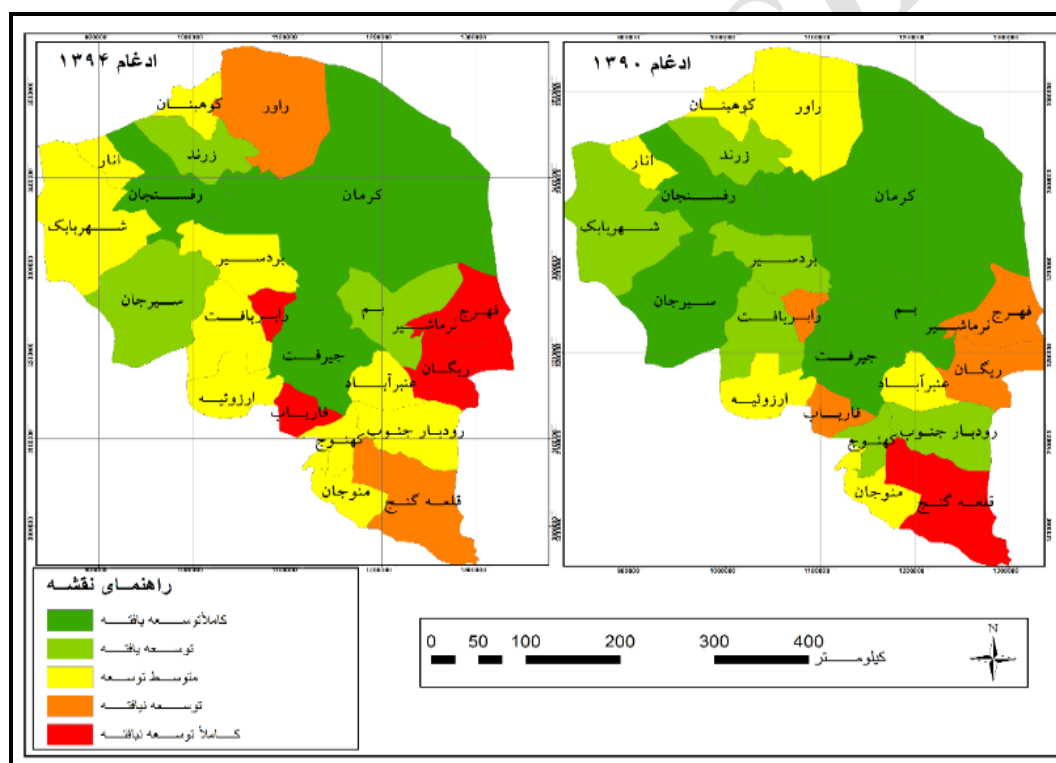 ادغام ۱۳۹۰
کوهبنان
راور
زرند
انار
رفسنجان
کرمان
شهربابک
بردسیر
سیرجان
بافت
رابر
بم
فهرج
نرماشیر
جیرفت
ریگان
عنبرآباد
ارزوئیه
فاریاب
رودبار جنوب
کهنوج
منوجان
قلعه گنج
ادغام ۱۳۹۴
کوهبنان
راور
زرند
انار
رفسنجان
کرمان
شهربابک
بردسیر
سیرجان
بافت
رابر
بم
فهرج
نرماشیر
جیرفت
ریگان
عنبرآباد
ارزوئیه
فاریاب
رودبار جنوب
کهنوج
منوجان
قلعه گنج
راهنمای نقشه
کاملاً توسعه یافته
توسعه یافته
متوسط توسعه
توسعه نیافته
کاملاً توسعه نیافته
0 50 100 200 300 400
کیلومتر
N